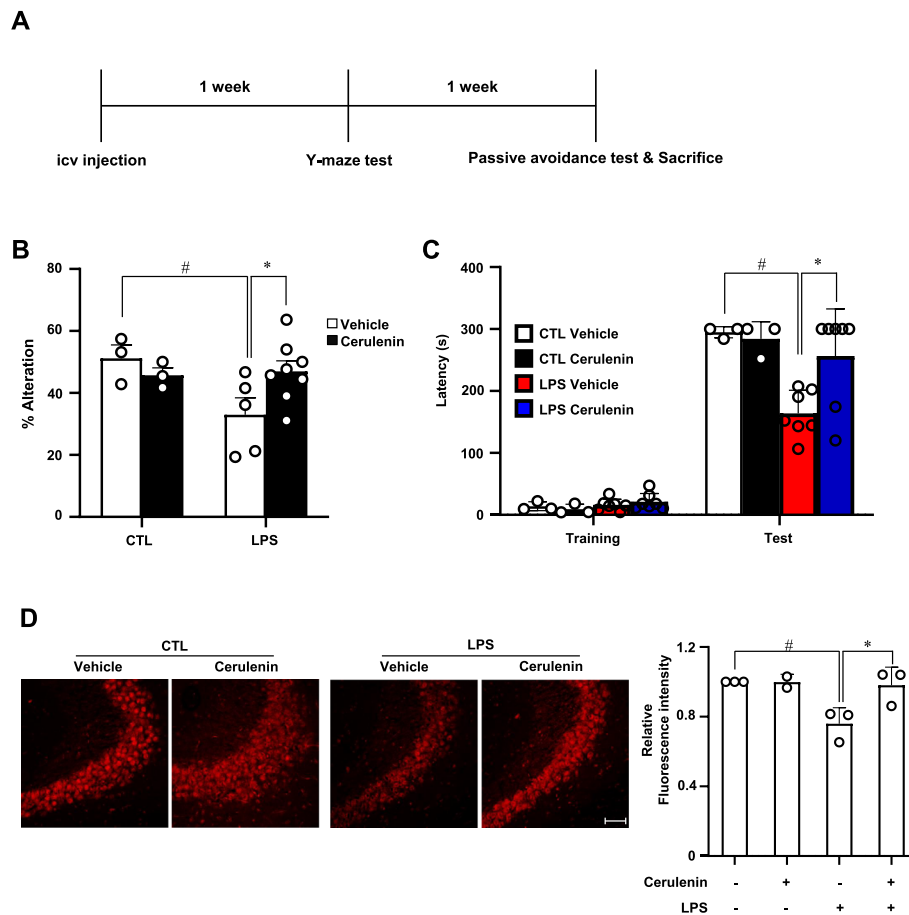 A
1 week 1 week
icv injection Y-maze test Passive avoidance test & Sacrifice
B
% Alteration
80
60
40
20
0
# *
Vehicle
Cerulenin
CTL LPS
C
Latency (s)
400
300
200
100
0
# *
CTL Vehicle
CTL Cerulenin
LPS Vehicle
LPS Cerulenin
Training Test
D
CTL LPS
Vehicle Cerulenin Vehicle Cerulenin
Relative
Fluorescence intensity
1.2
0.8
0.4
0
# *
Cerulenin - + - +
LPS - - + +